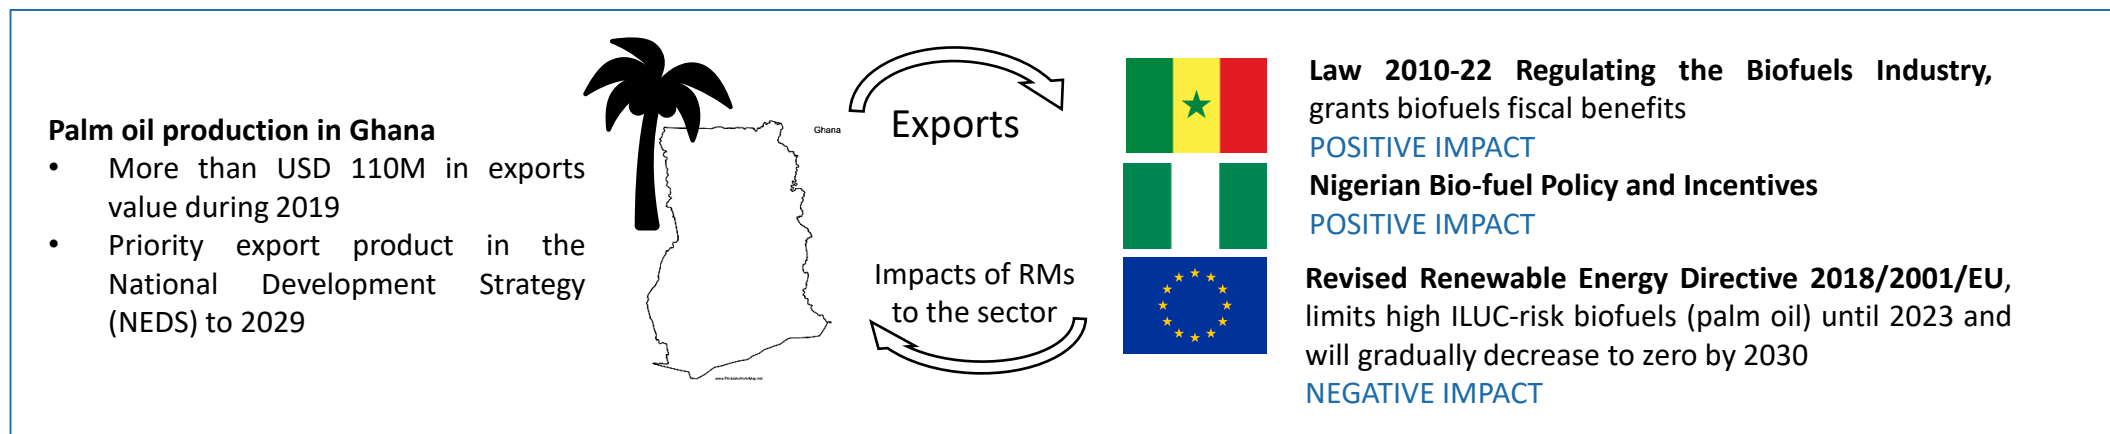 Palm oil production in Ghana
• More than USD 110M in exports
value during 2019
• Priority export product in the
National Development Strategy
(NEDS) to 2029
Ghana
www.PrintableWorldMap.net
Exports
Impacts of RMs
to the sector
Law 2010-22 Regulating the Biofuels Industry,
grants biofuels fiscal benefits
POSITIVE IMPACT
Nigerian Bio-fuel Policy and Incentives
POSITIVE IMPACT
Revised Renewable Energy Directive 2018/2001/EU,
limits high ILUC-risk biofuels (palm oil) until 2023 and
will gradually decrease to zero by 2030
NEGATIVE IMPACT